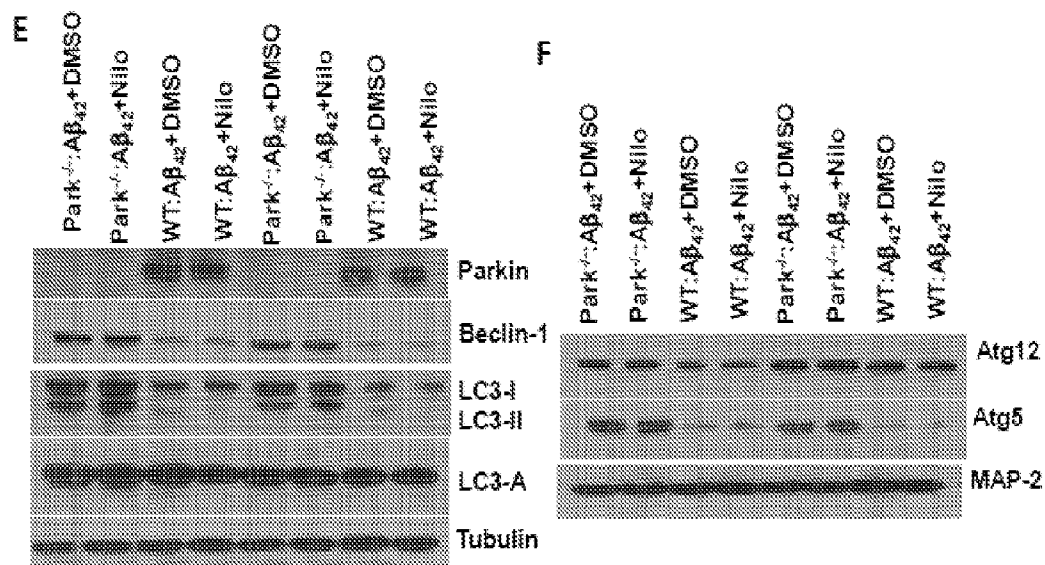 E
Park-/-:Aβ42+DMSO
Park-/-:Aβ42+Nilo
WT:Aβ42+DMSO
WT:Aβ42+Nilo
Park-/-:Aβ42+DMSO
Park-/-:Aβ42+Nilo
WT:Aβ42+DMSO
WT:Aβ42+Nilo
Parkin
Beclin-1
LC3-I
LC3-II
LC3-A
Tubulin
F
Park-/-:Aβ42+DMSO
Park-/-:Aβ42+Nilo
WT:Aβ42+DMSO
WT:Aβ42+Nilo
Park-/-:Aβ42+DMSO
Park-/-:Aβ42+Nilo
WT:Aβ42+DMSO
WT:Aβ42+Nilo
Atg12
Atg5
MAP-2